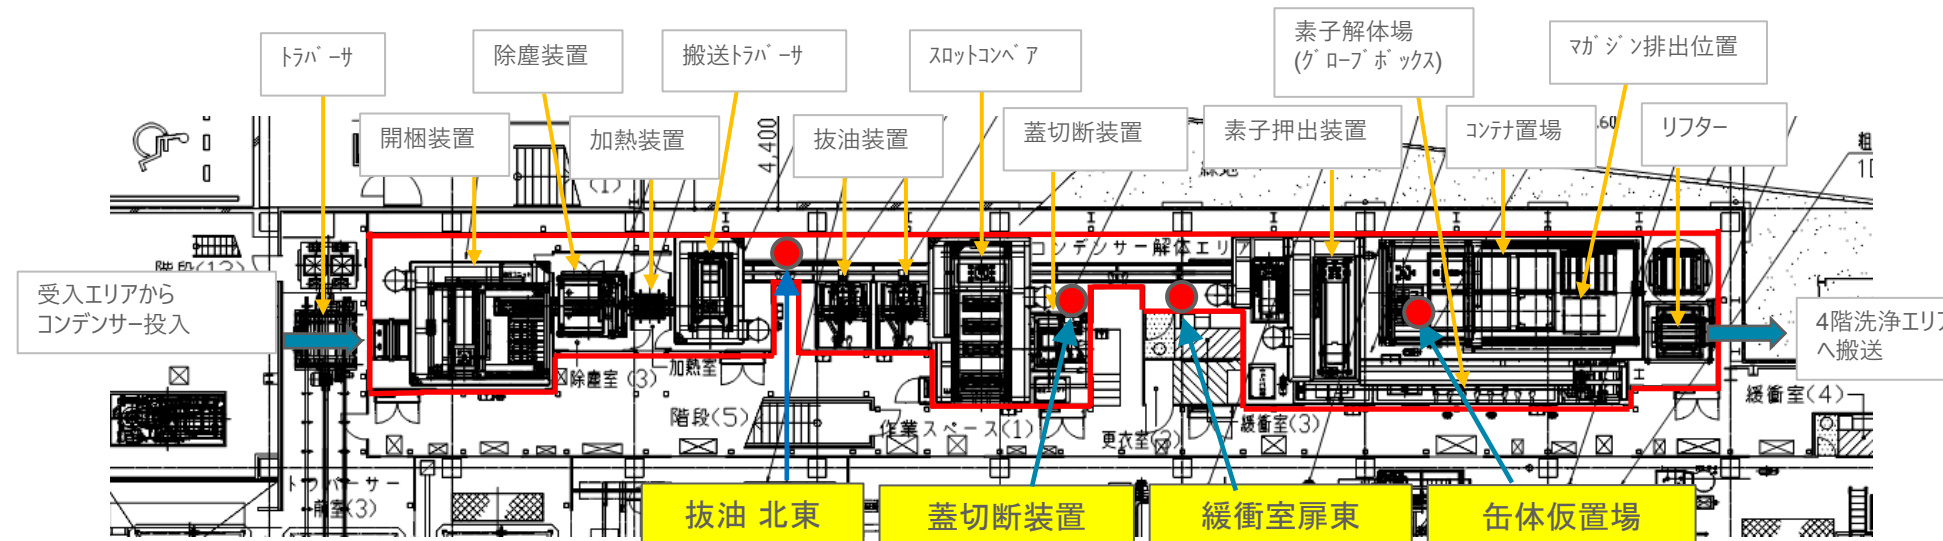 素子解体場
(ｸﾞﾛｰﾌﾞﾎﾞｯｸｽ)
ﾄﾗﾊﾞｰｻ
除塵装置
搬送ﾄﾗﾊﾞｰｻ
ｽﾛｯﾄｺﾝﾍﾞｱ
ﾏｶﾞｼﾞﾝ排出位置
開梱装置
加熱装置
抜油装置
蓋切断装置
素子押出装置
ｺﾝﾃﾅ置場
リフター
4,400
(1)
緑地
.60
粗
階段(13)
コンデンサー解体エリア
受入エリアから
コンデンサー投入
4階洗浄エリア
へ搬送
除塵室(3)
加熱室
階段(5)
作業スペース(1)
更衣室(3)
緩衝室(3)
緩衝室(4)
トラバーサー
前室(3)
抜油 北東
蓋切断装置
緩衝室扉東
缶体仮置場